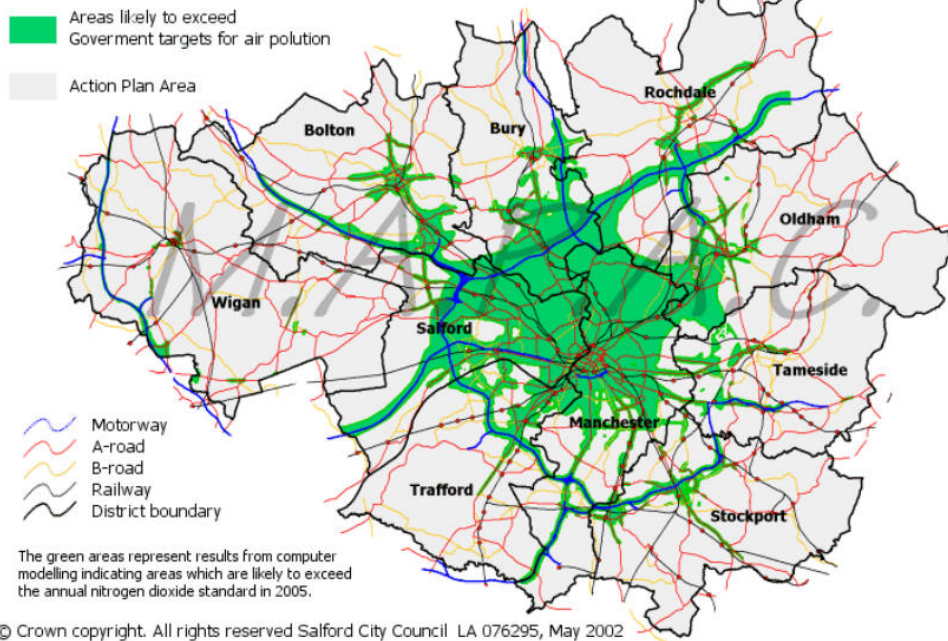 Areas likely to exceed
Goverment targets for air polution
Action Plan Area
Rochdale
Bolton
Bury
Oldham
M.A.P.A.C.
Wigan
Salford
Tameside
Manchester
Trafford
Stockport
Motorway
A-road
B-road
Railway
District boundary
The green areas represent results from computer
modelling indicating areas which are likely to exceed
the annual nitrogen dioxide standard in 2005.
© Crown copyright. All rights reserved Salford City Council LA 076295, May 2002